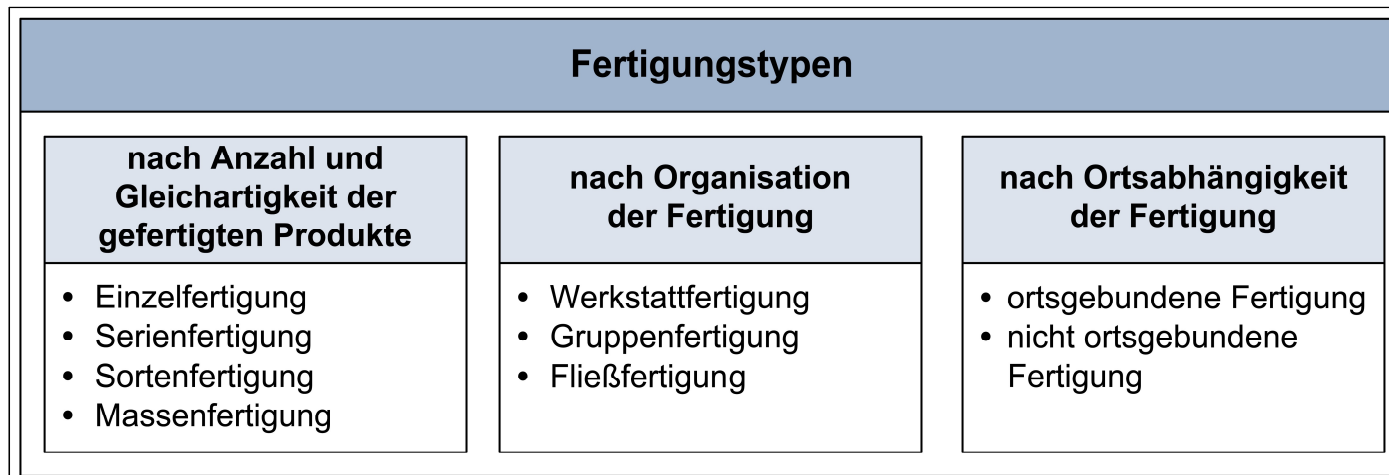 Fertigungstypen
nach Anzahl und
Gleichartigkeit der
gefertigten Produkte
• Einzelfertigung
• Serienfertigung
• Sortenfertigung
• Massenfertigung
nach Organisation
der Fertigung
• Werkstattfertigung
• Gruppenfertigung
• Fließfertigung
nach Ortsabhängigkeit
der Fertigung
• ortsgebundene Fertigung
• nicht ortsgebundene
Fertigung